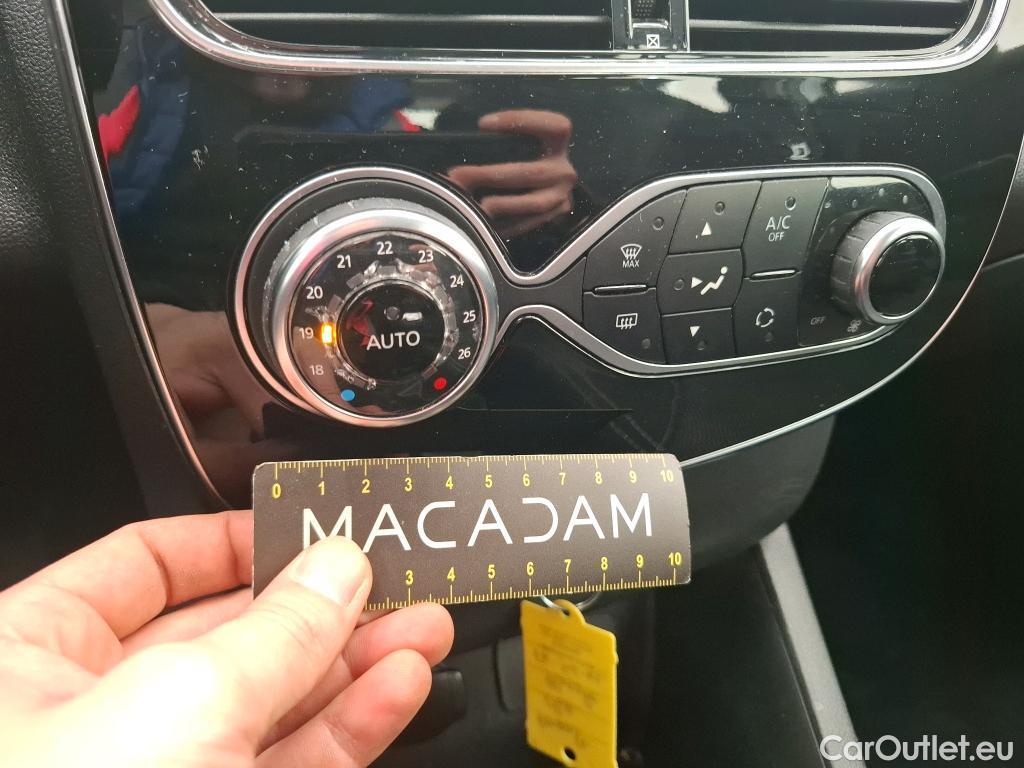 22
21 23
20 24
19 25
18 26
AUTO
MAX
A/C
OFF
OFF
0 1 2 3 4 5 6 7 8 9 10
MACADAM
3 4 5 6 7 8 9 10
CarOutlet.eu